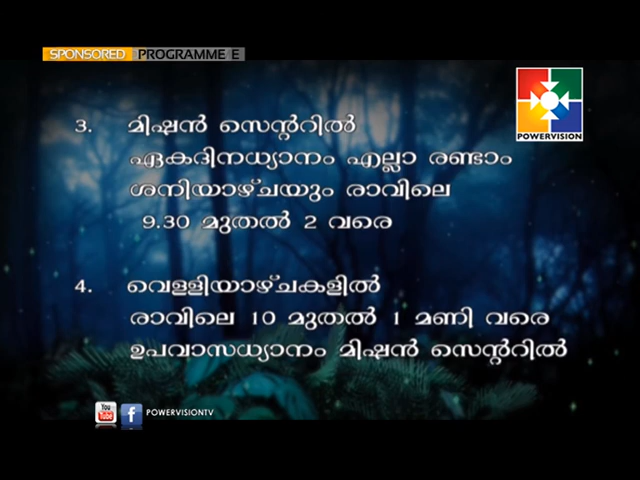 SPONSORED PROGRAMME E
POWERVISION
3. മിഷൻ സെന്ററിൽ
ഏകദിനധ്യാനം എല്ലാ രണ്ടാം
ശനിയാഴ്ചയും രാവിലെ
9.30 മുതൽ 2 വരെ
4. വെള്ളിയാഴ്ചകളിൽ
രാവിലെ 10 മുതൽ 1 മണി വരെ
ഉപവാസധ്യാനം മിഷൻ സെന്ററിൽ
You Tube f POWERVISIONTV